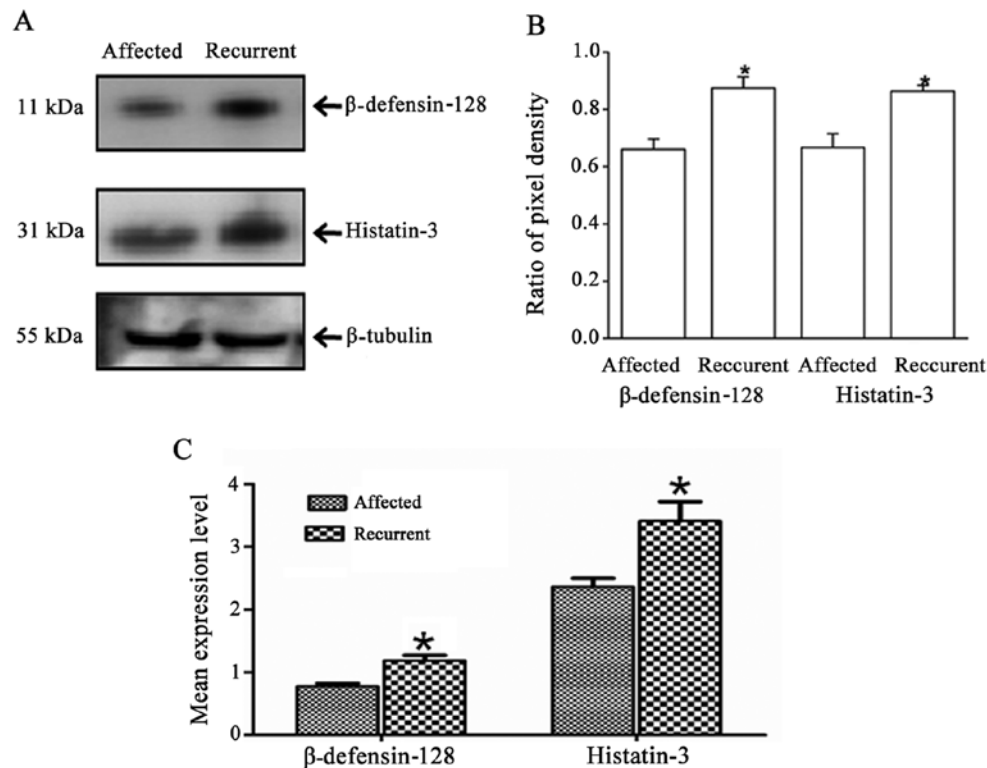 A
Affected Recurrent
11 kDa
β-defensin-128
31 kDa
Histatin-3
55 kDa
β-tubulin
B
Ratio of pixel density
1.0
0.8
0.6
0.4
0.2
0.0
* *
Affected Reccurent Affected Reccurent
β-defensin-128 Histatin-3
C
Mean expression level
4
3
2
1
0
Affected
Recurrent
* *
β-defensin-128 Histatin-3